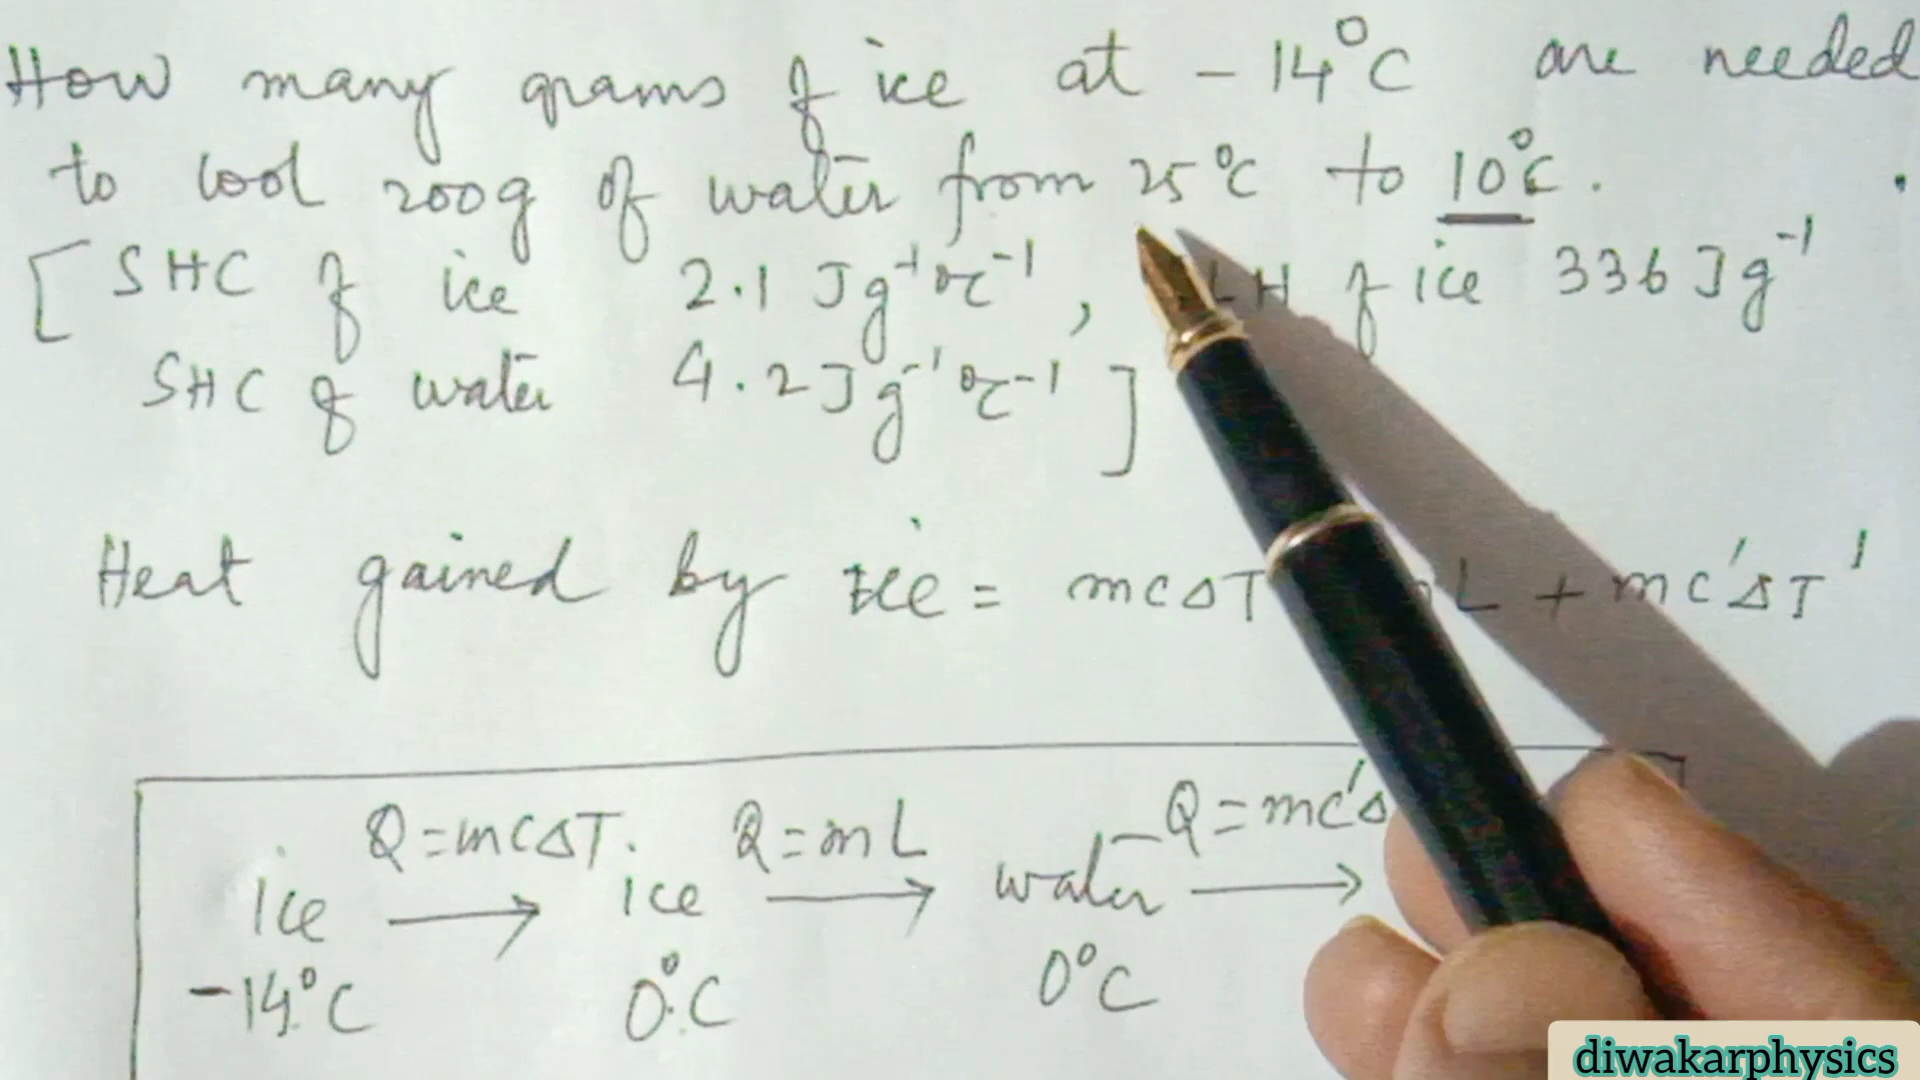 How many grams of ice at -14°C are needed
to cool 200g of water from 25°C to 10°C.
[ SHC of ice 2.1 Jg⁻¹°C⁻¹, LH of ice 336 Jg⁻¹
SHC of water 4.2 Jg⁻¹°C⁻¹ ]
Heat gained by ice = mcΔT L + mc'ΔT'
Q = mcΔT. Q = mL Q = mc'Δ
ice → ice → water →
-14°C 0°C 0°C
diwakarphysics